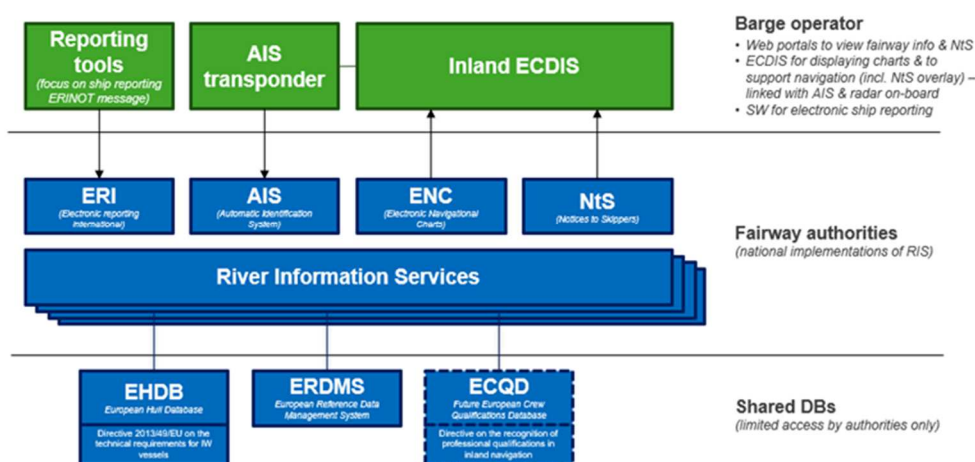 Reporting
tools
(focus on ship reporting
ERINOT message)
AIS
transponder
Inland ECDIS
Barge operator
• Web portals to view fairway info & NtS
• ECDIS for displaying charts & to
support navigation (incl. NtS overlay) –
linked with AIS & radar on-board
• SW for electronic ship reporting
ERI
(Electronic reporting
International)
AIS
(Automatic Identification
System)
ENC
(Electronic Navigational
Charts)
NtS
(Notices to Skippers)
River Information Services
Fairway authorities
(national implementations of RIS)
EHDB
European Hull Database
Directive 2013/49/EU on the
technical requirements for IW
vessels
ERDMS
European Reference Data
Management System
ECQD
Future European Crew
Qualifications Database
Directive on the recognition of
professional qualifications in
inland navigation
Shared DBs
(limited access by authorities only)